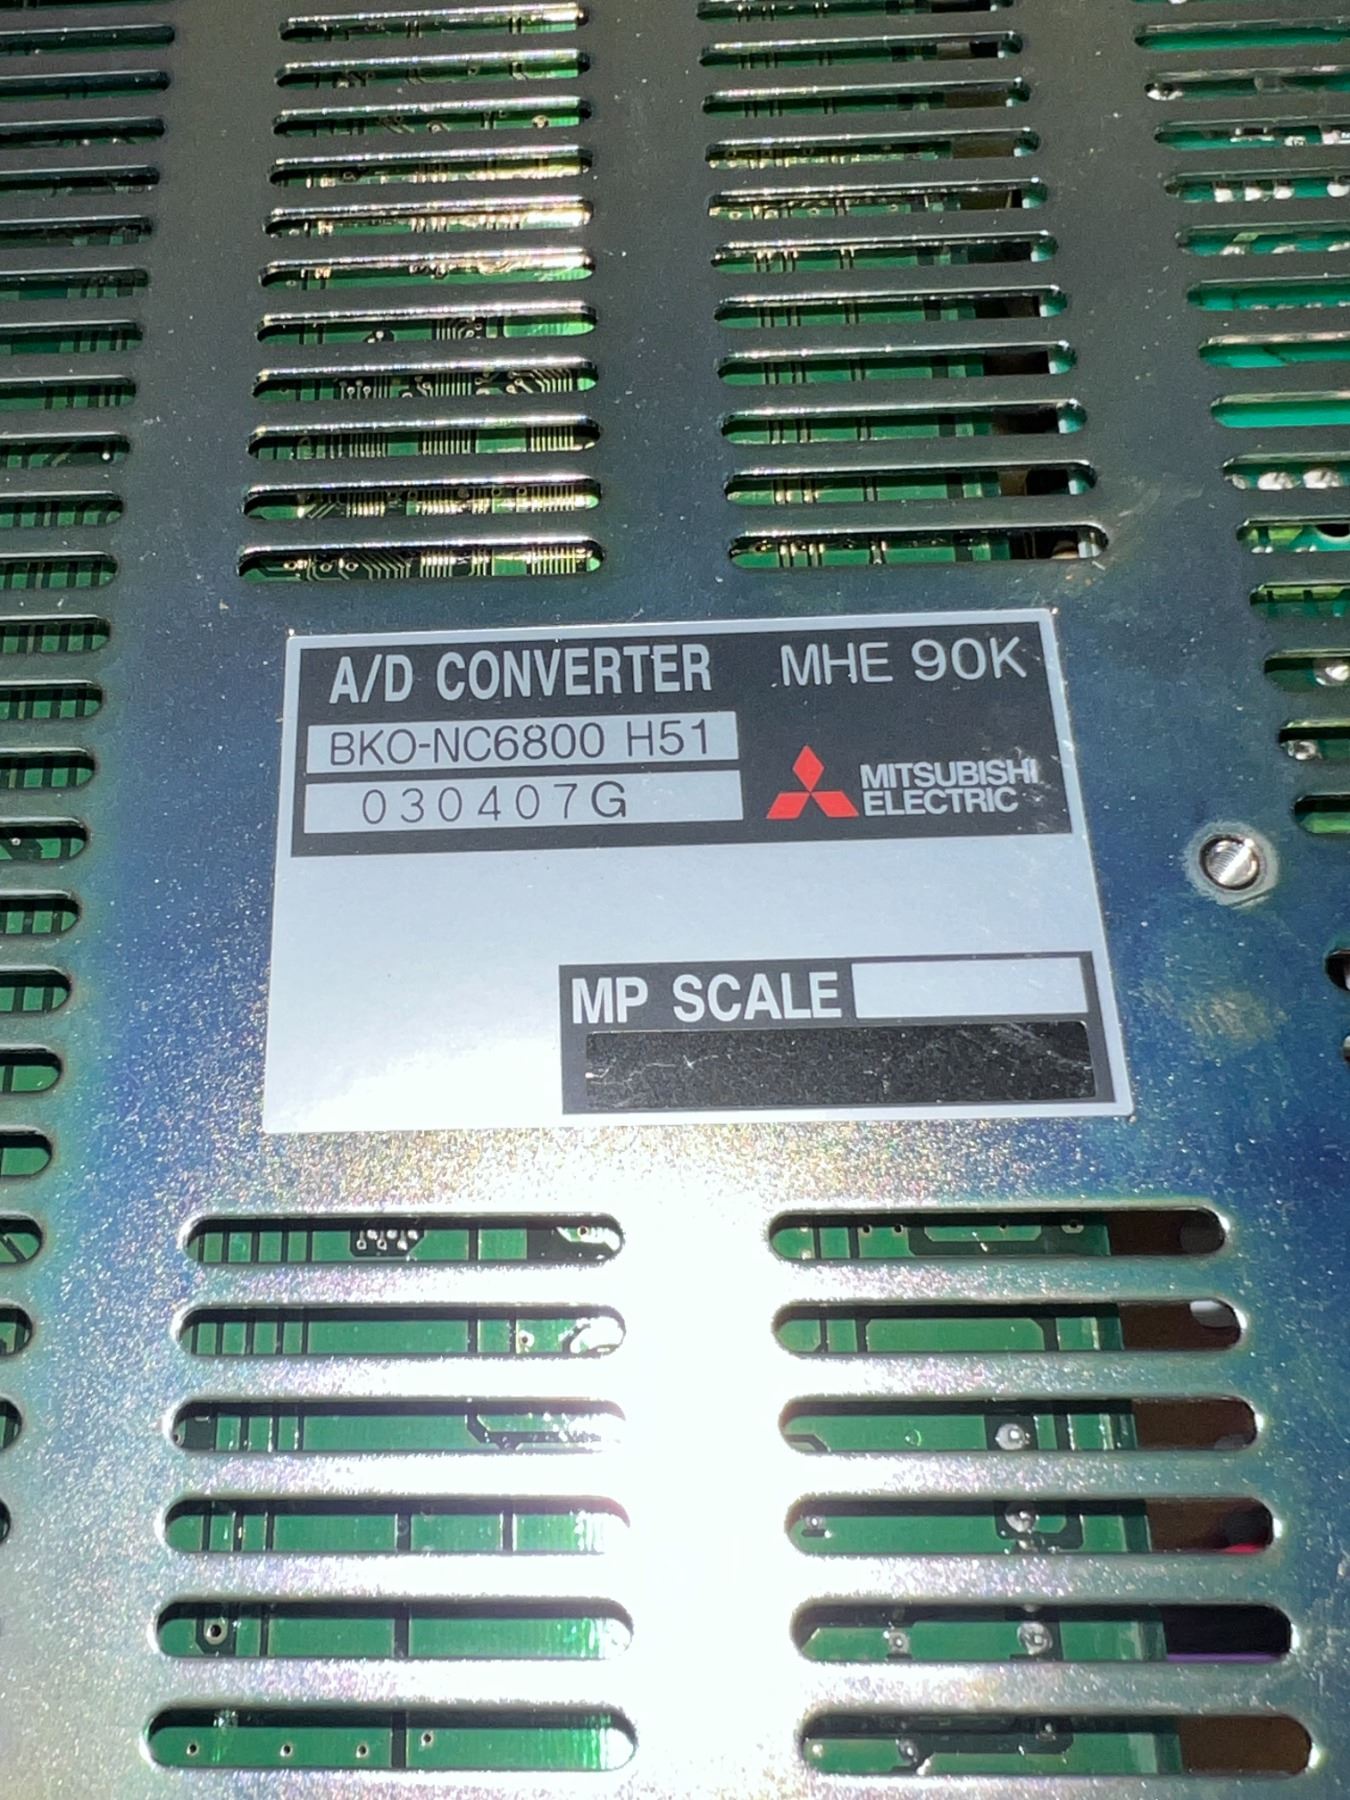 A/D CONVERTER MHE 90K
BKO-NC6800 H51
030407G
MITSUBISHI
ELECTRIC
MP SCALE